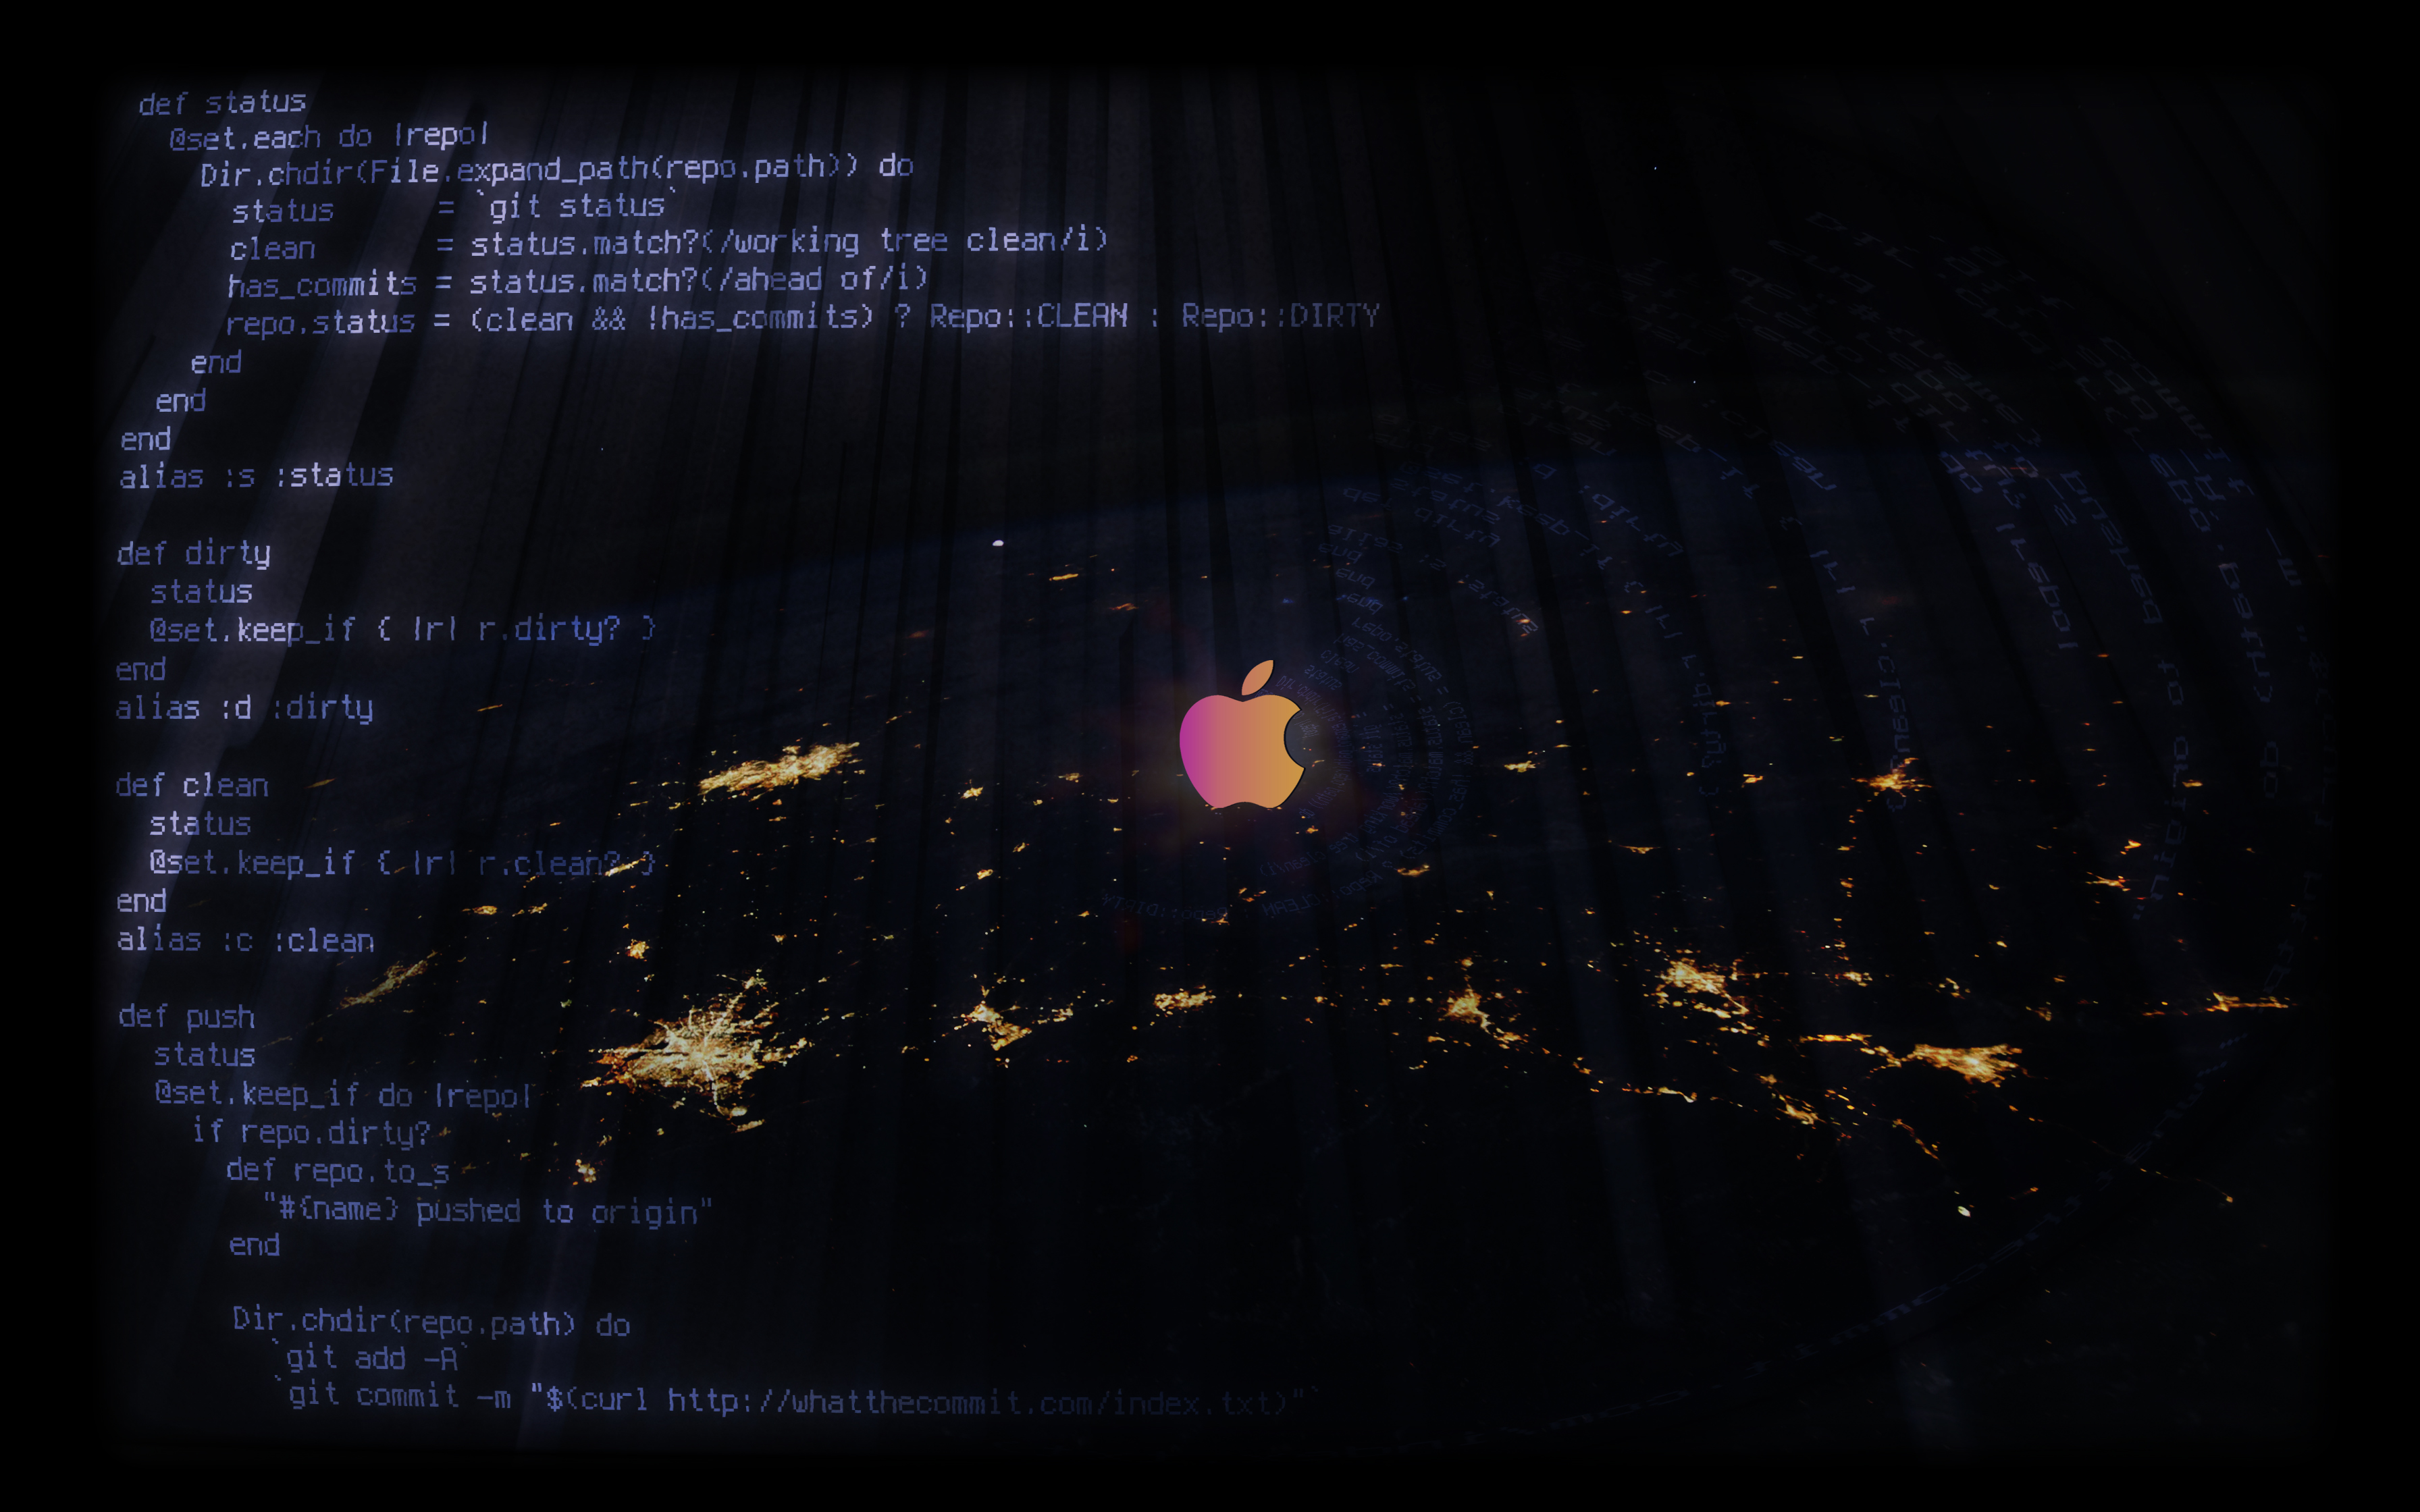 def status
  @set.each do |repo|
    Dir.chdir(File.expand_path(repo.path)) do
      status      = `git status`
      clean       = status.match?(/working tree clean/i)
      has_commits = status.match?(/ahead of/i)
      repo.status = (clean && !has_commits) ? Repo::CLEAN : Repo::DIRTY
    end
  end
end
alias :s :status

def dirty
  status
  @set.keep_if { |r| r.dirty? }
end
alias :d :dirty

def clean
  status
  @set.keep_if { |r| r.clean? }
end
alias :c :clean

def push
  status
  @set.keep_if do |repo|
    if repo.dirty?
      def repo.to_s
        "#{name} pushed to origin"
      end

      Dir.chdir(repo.path) do
        `git add -A`
        `git commit -m "$(curl http://whatthecommit.com/index.txt)"`